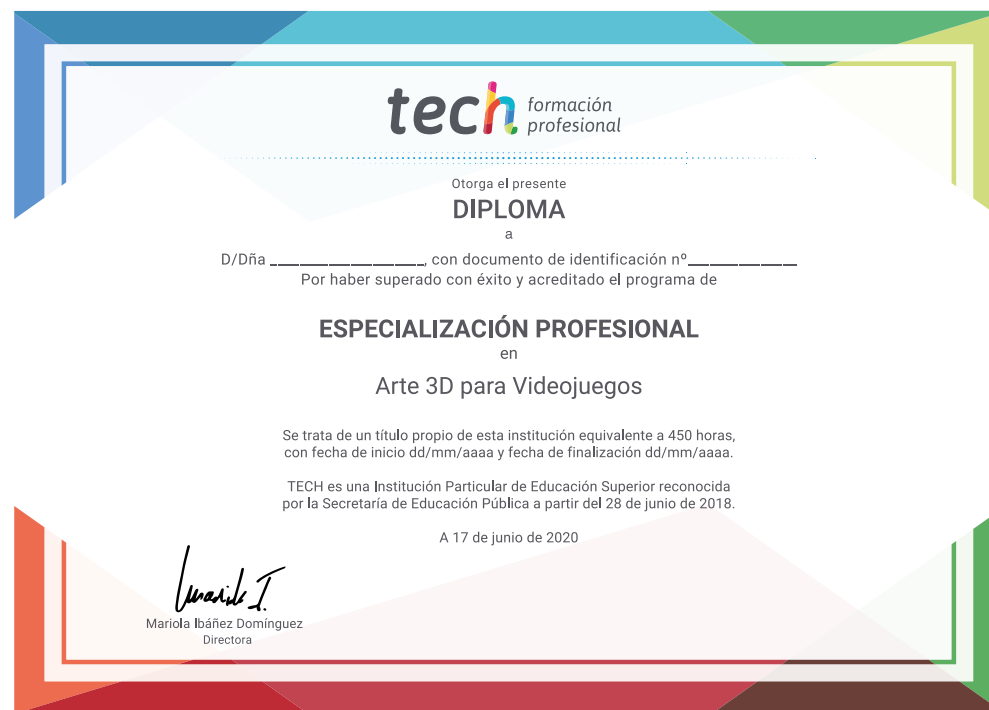 tech formación
profesional
Otorga el presente
DIPLOMA
a
D/Dña ____________________, con documento de identificación nº______________
Por haber superado con éxito y acreditado el programa de
ESPECIALIZACIÓN PROFESIONAL
en
Arte 3D para Videojuegos
Se trata de un título propio de esta institución equivalente a 450 horas,
con fecha de inicio dd/mm/aaaa y fecha de finalización dd/mm/aaaa.
TECH es una Institución Particular de Educación Superior reconocida
por la Secretaría de Educación Pública a partir del 28 de junio de 2018.
A 17 de junio de 2020
Mariola I.
Mariola Ibáñez Domínguez
Directora